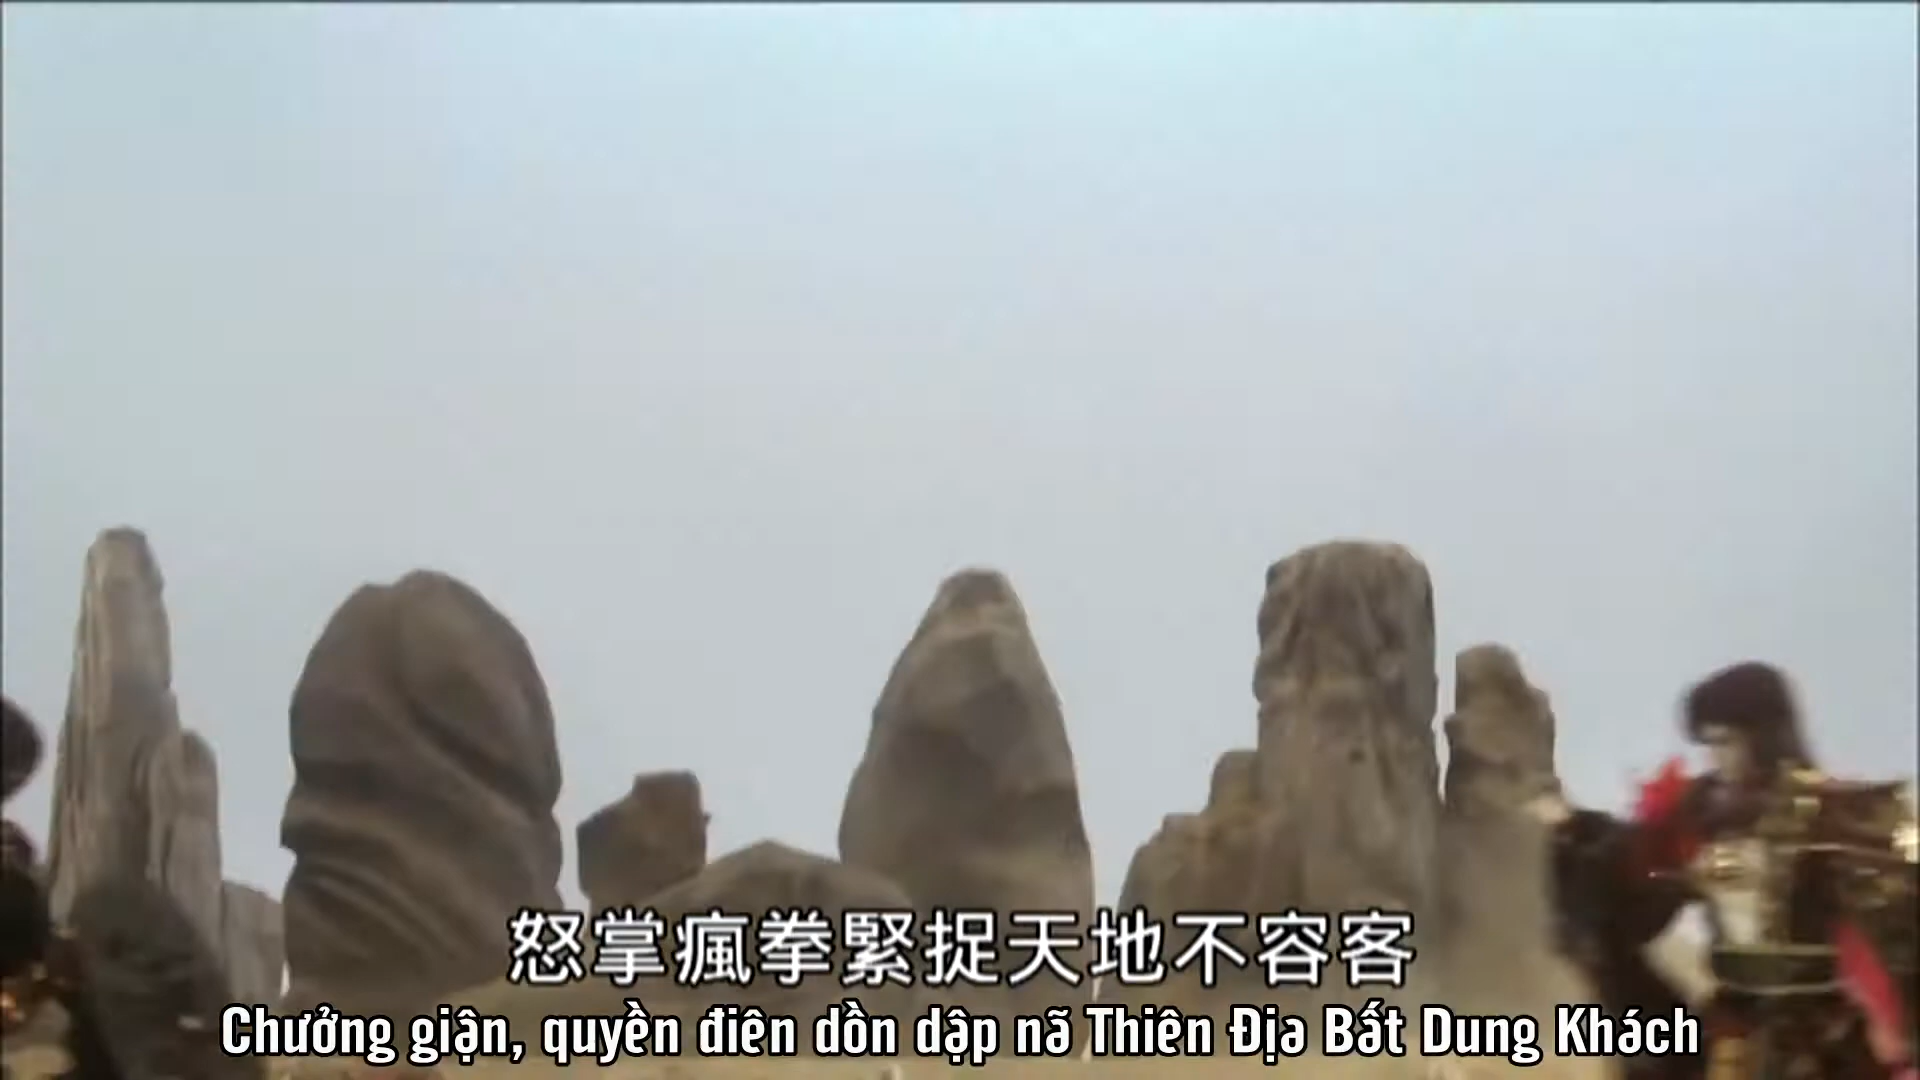 怒掌瘋拳緊捉天地不容客
Chưởng giận, quyền điên dồn dập nã Thiên Địa Bất Dung Khách